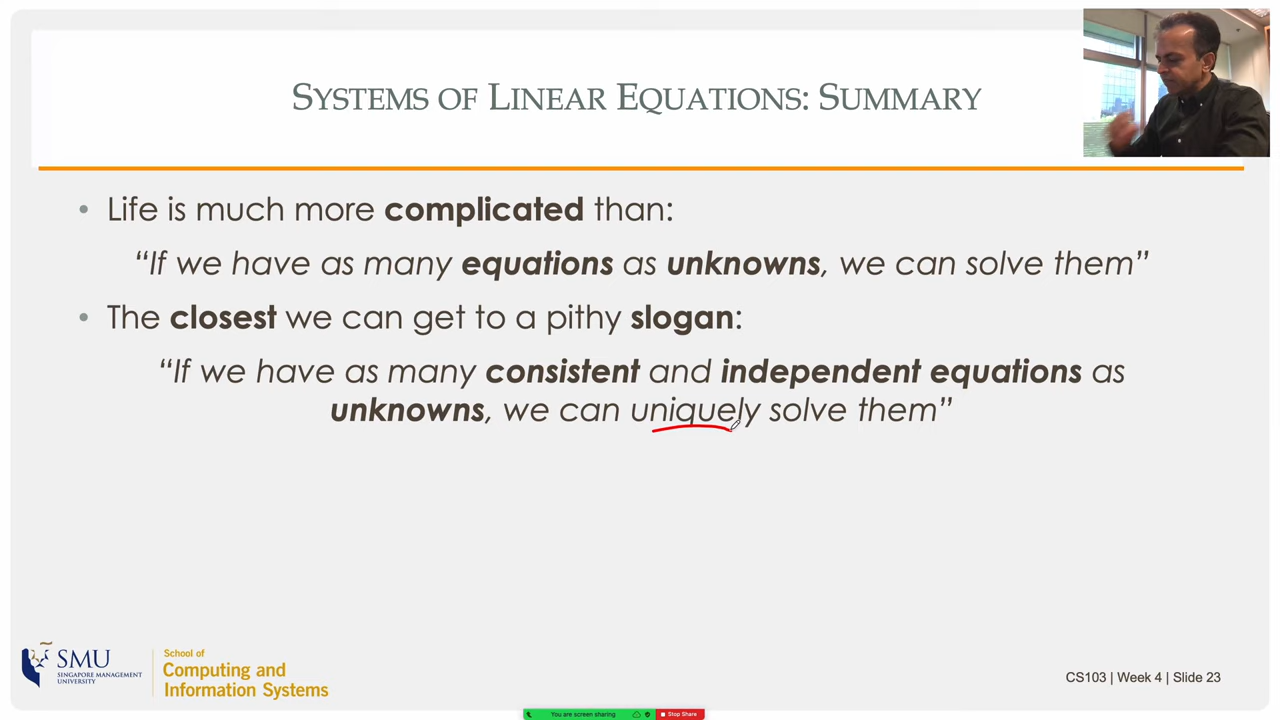 SYSTEMS OF LINEAR EQUATIONS: SUMMARY
• Life is much more complicated than:
“If we have as many equations as unknowns, we can solve them”
• The closest we can get to a pithy slogan:
“If we have as many consistent and independent equations as
unknowns, we can uniquely solve them”
SMU
SINGAPORE MANAGEMENT
UNIVERSITY
School of
Computing and
Information Systems
CS103 | Week 4 | Slide 23
You are screen sharing
Stop Share